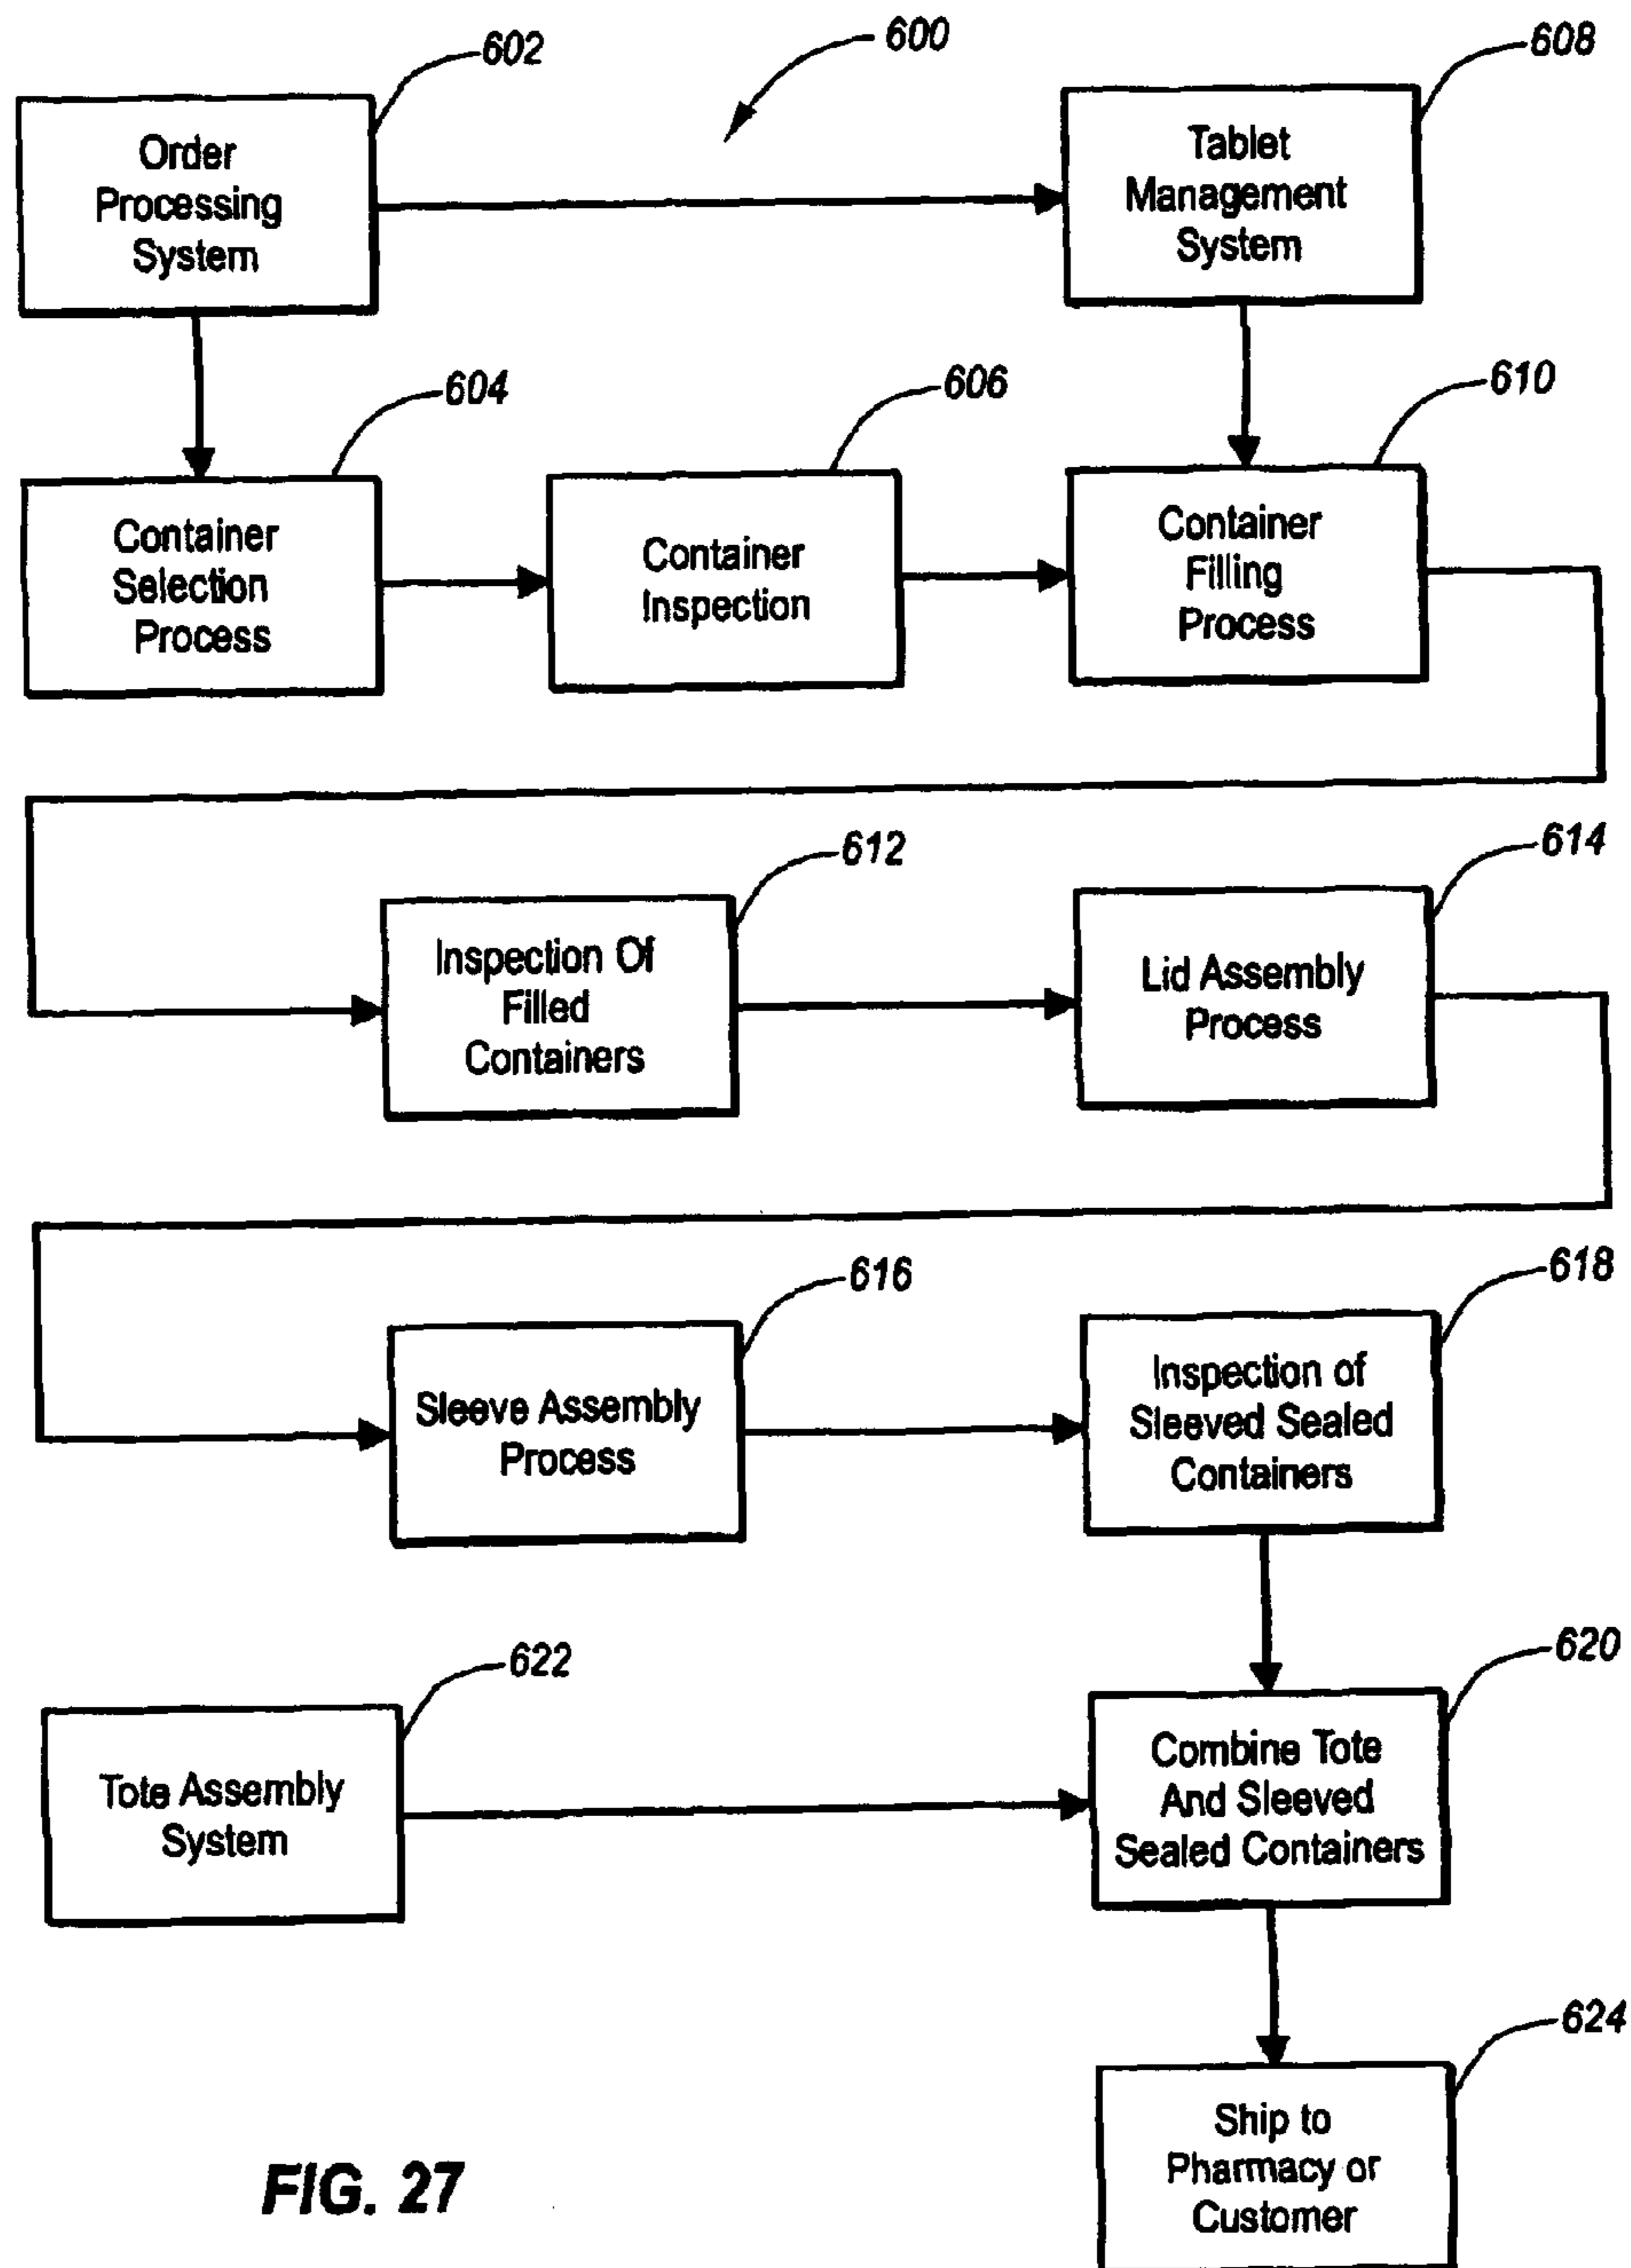 602
600
608
Order
Processing
System
Tablet
Management
System
604
606
610
Container
Selection
Process
Container
Inspection
Container
Filling
Process
612
614
Inspection Of
Filled
Containers
Lid Assembly
Process
616
618
Sleeve Assembly
Process
Inspection of
Sleeved Sealed
Containers
622
620
Tote Assembly
System
Combine Tote
And Sleeved
Sealed Containers
624
Ship to
Pharmacy or
Customer
FIG. 27